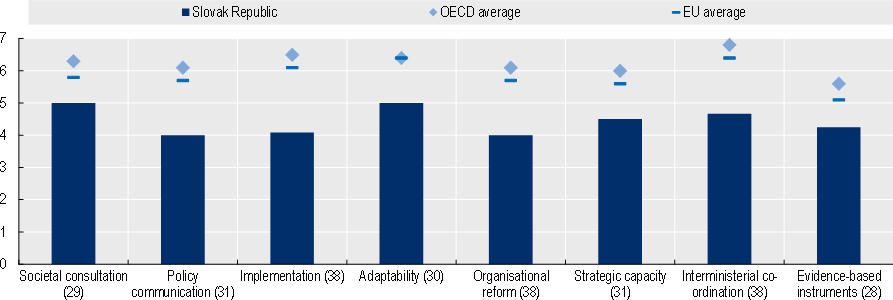 Slovak Republic OECD average EU average
7
6
5
4
3
2
1
0
Societal consultation
(29)
Policy
communication (31)
Implementation (38)
Adaptability (30)
Organisational
reform (38)
Strategic capacity
(31)
Interministerial co-
ordination (38)
Evidence-based
instruments (28)